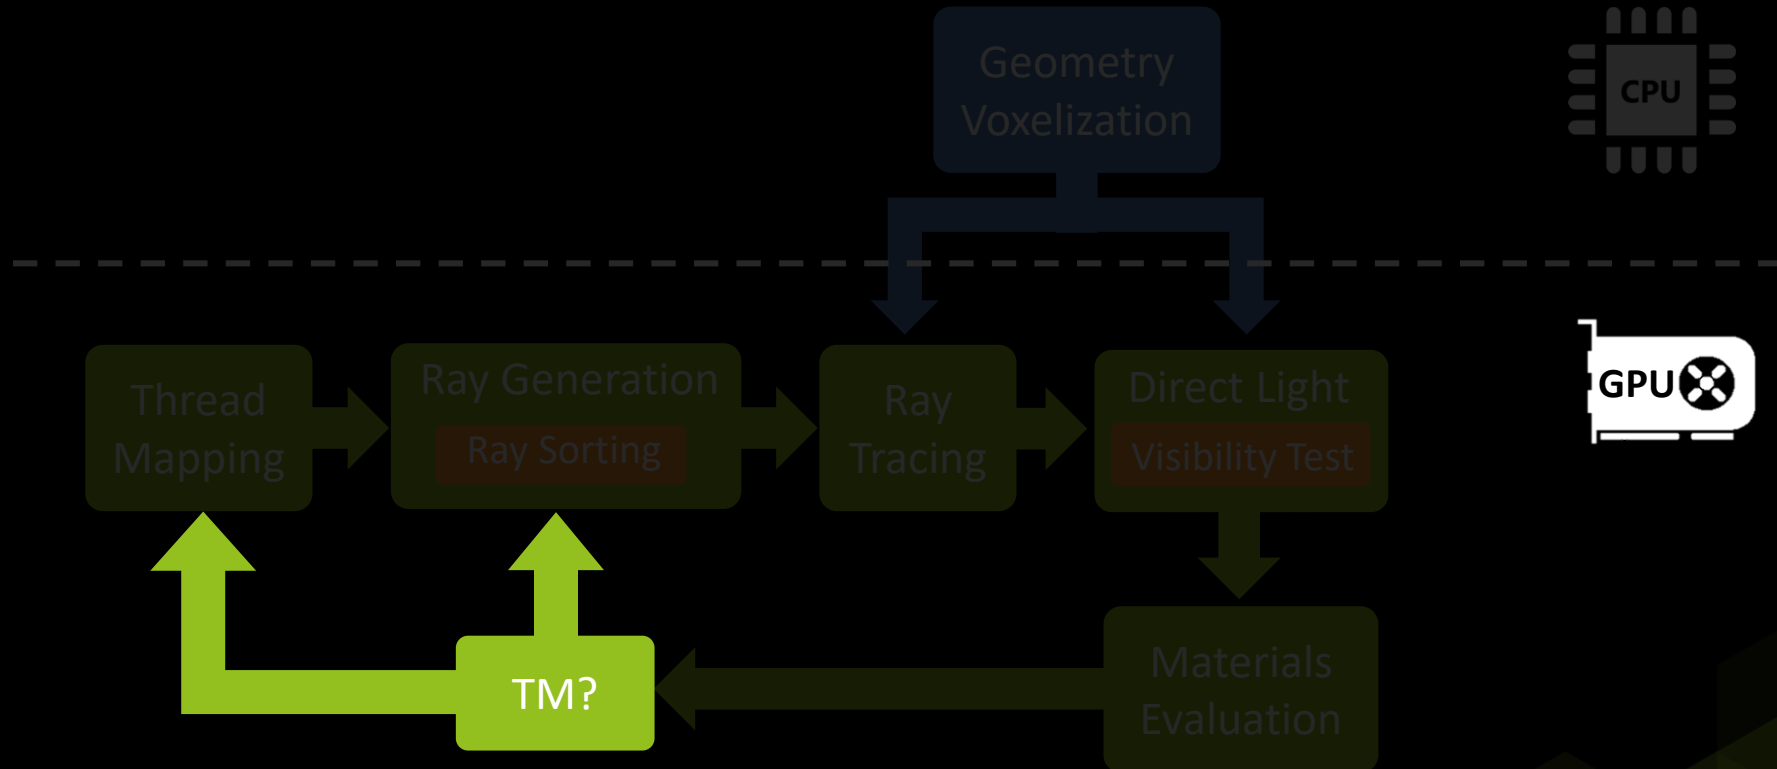 Geometry
Voxelization
CPU
Thread
Mapping
Ray Generation
Ray Sorting
Ray
Tracing
Direct Light
Visibility Test
GPU
TM?
Materials
Evaluation